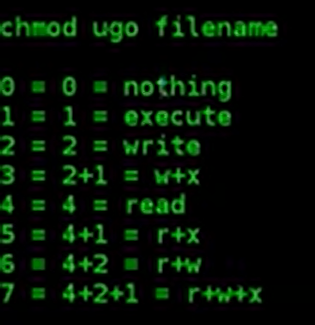 chmod ugo filename
0 = 0 = nothing
1 = 1 = execute
2 = 2 = write
3 = 2+1 = w+x
4 = 4 = read
5 = 4+1 = r+x
6 = 4+2 = r+w
7 = 4+2+1 = r+w+x